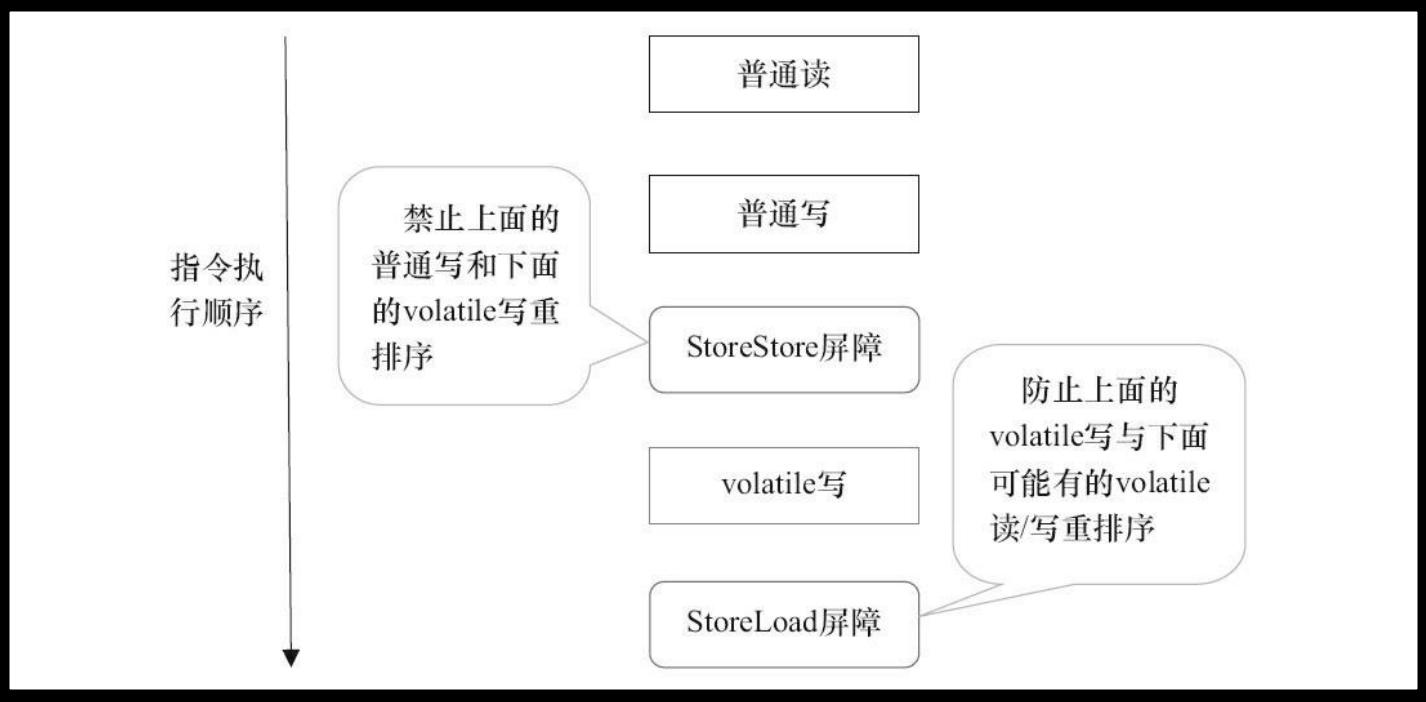 普通读
普通写
禁止上面的
普通写和下面
的volatile写重
排序
指令执
行顺序
StoreStore屏障
防止上面的
volatile写与下面
可能有的volatile
读/写重排序
volatile写
StoreLoad屏障